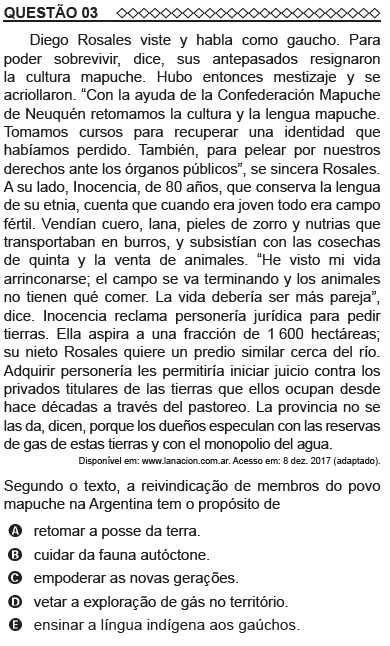 QUESTÃO 03
Diego Rosales viste y habla como gaucho. Para
poder sobrevivir, dice, sus antepasados resignaron
la cultura mapuche. Hubo entonces mestizaje y se
acriollaron. “Con la ayuda de la Confederación Mapuche
de Neuquén retomamos la cultura y la lengua mapuche.
Tomamos cursos para recuperar una identidad que
habíamos perdido. También, para pelear por nuestros
derechos ante los órganos públicos”, se sincera Rosales.
A su lado, Inocencia, de 80 años, que conserva la lengua
de su etnia, cuenta que cuando era joven todo era campo
fértil. Vendían cuero, lana, pieles de zorro y nutrias que
transportaban en burros, y subsistían con las cosechas
de quinta y la venta de animales. “He visto mi vida
arrinconarse; el campo se va terminando y los animales
no tienen qué comer. La vida debería ser más pareja”,
dice. Inocencia reclama personería jurídica para pedir
tierras. Ella aspira a una fracción de 1 600 hectáreas;
su nieto Rosales quiere un predio similar cerca del río.
Adquirir personería les permitiría iniciar juicio contra los
privados titulares de las tierras que ellos ocupan desde
hace décadas a través del pastoreo. La provincia no se
las da, dicen, porque los dueños especulan con las reservas
de gas de estas tierras y con el monopolio del agua.
Disponível em: www.lanacion.com.ar. Acesso em: 8 dez. 2017 (adaptado).
Segundo o texto, a reivindicação de membros do povo
mapuche na Argentina tem o propósito de
A retomar a posse da terra.
B cuidar da fauna autóctone.
C empoderar as novas gerações.
D vetar a exploração de gás no território.
E ensinar a língua indígena aos gaúchos.